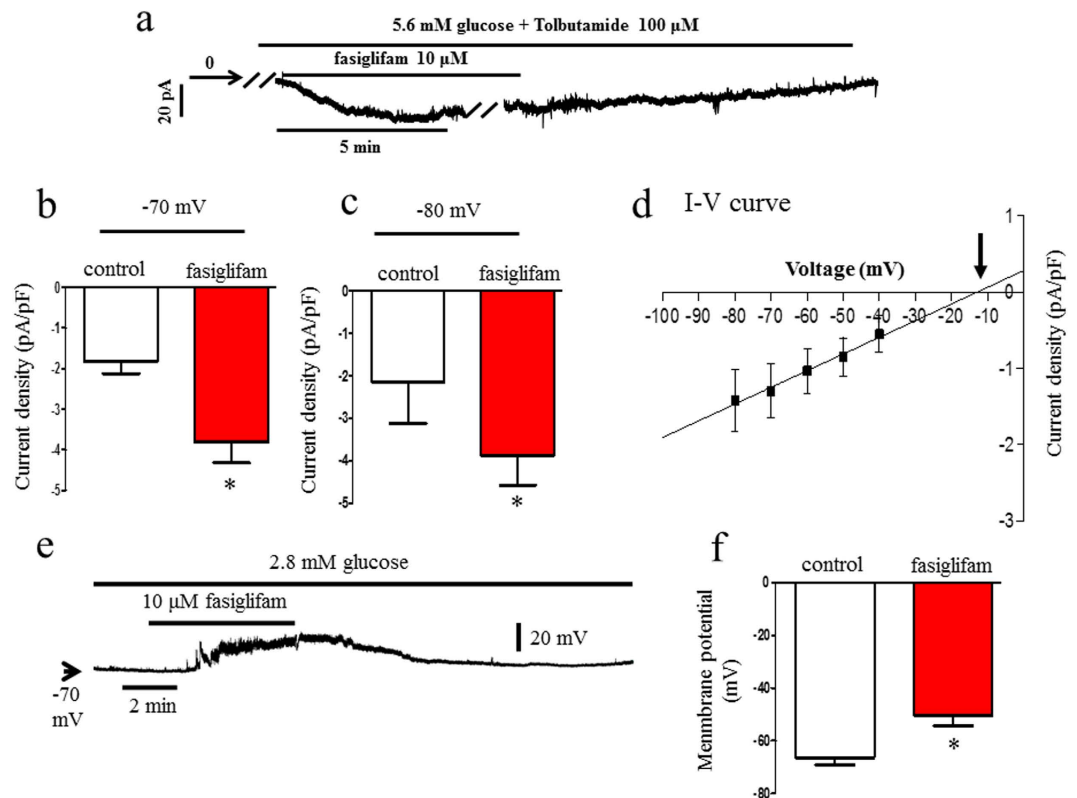 a
5.6 mM glucose + Tolbutamide 100 µM
fasiglifam 10 µM
0
20 pA
5 min
b
-70 mV
control fasiglifam
0
-1
-2
-3
-4
-5
Current density (pA/pF)
*
c
-80 mV
control fasiglifam
0
-1
-2
-3
-4
-5
Current density (pA/pF)
*
d
I-V curve
Voltage (mV)
-100 -90 -80 -70 -60 -50 -40 -30 -20 -10 0
1
0
-1
-2
-3
Current density (pA/pF)
e
2.8 mM glucose
10 µM fasiglifam
20 mV
-70
mV
2 min
f
control fasiglifam
0
-20
-40
-60
-80
Menmbrane potential
(mV)
*